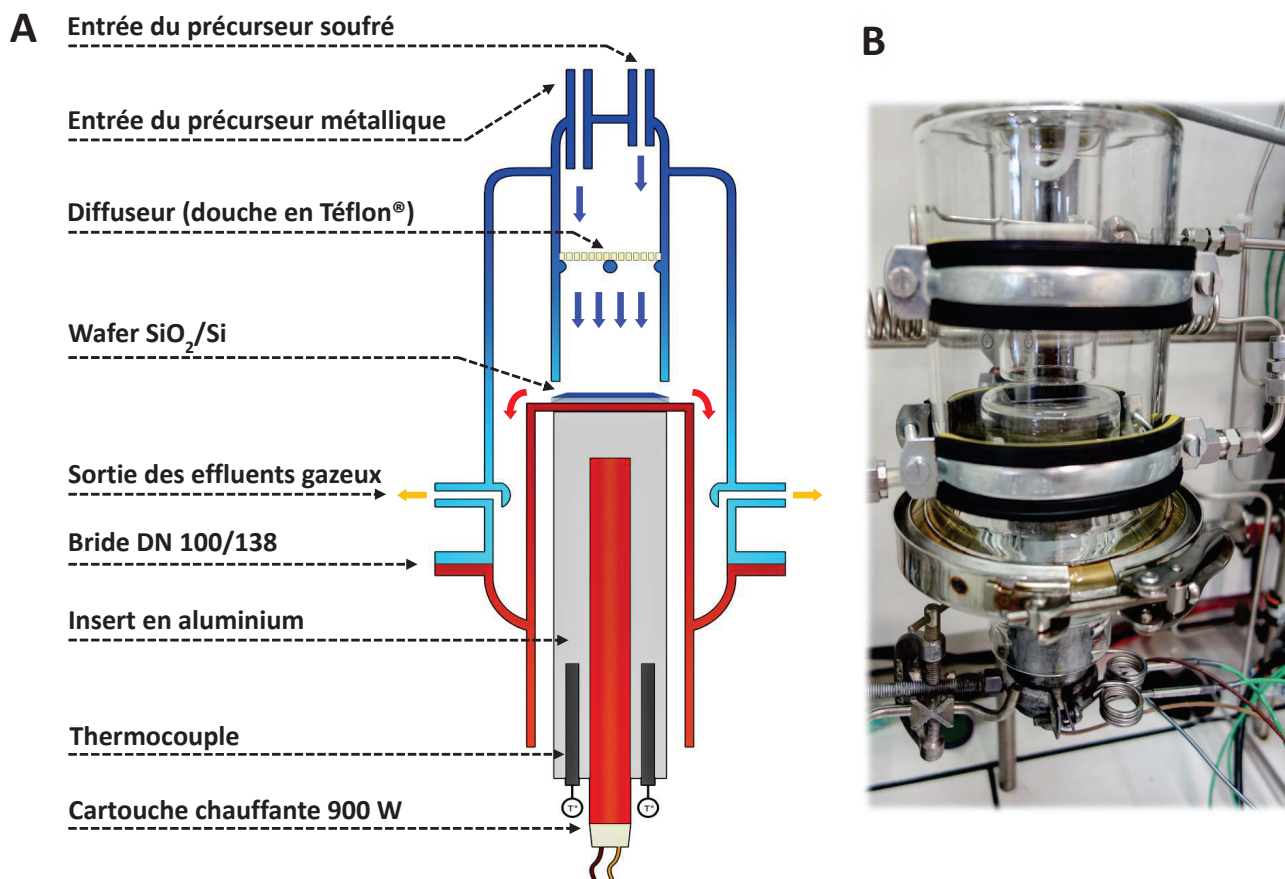 A
Entrée du précurseur soufré
Entrée du précurseur métallique
Diffuseur (douche en Téflon®)
Wafer SiO₂/Si
Sortie des effluents gazeux
Bride DN 100/138
Insert en aluminium
Thermocouple
T° T°
Cartouche chauffante 900 W
B